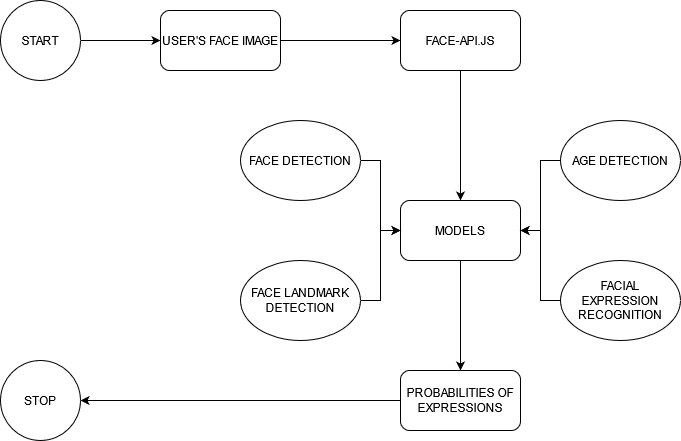 START
USER'S FACE IMAGE
FACE-API.JS
FACE DETECTION
AGE DETECTION
MODELS
FACE LANDMARK
DETECTION
FACIAL
EXPRESSION
RECOGNITION
PROBABILITIES OF
EXPRESSIONS
STOP